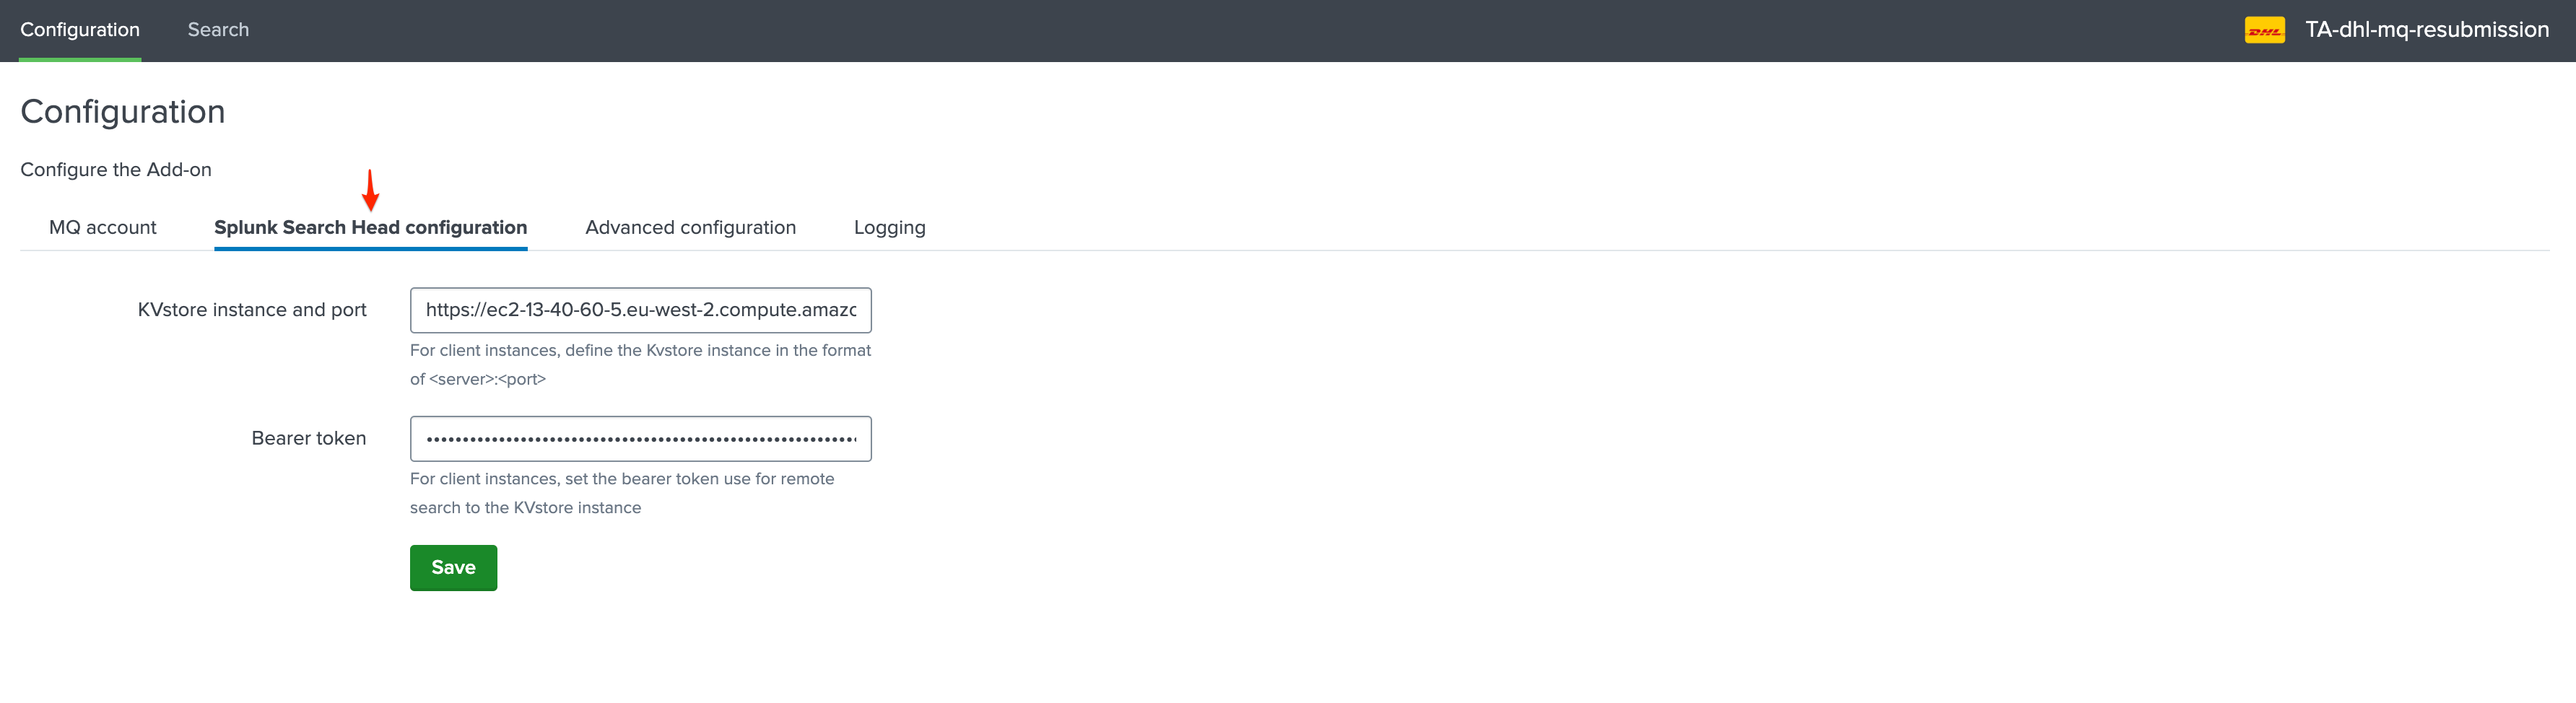 Configuration Search DHL TA-dhl-mq-resubmission
Configuration
Configure the Add-on
MQ account Splunk Search Head configuration Advanced configuration Logging
KVstore instance and port https://ec2-13-40-60-5.eu-west-2.compute.amazo
For client instances, define the Kvstore instance in the format
of <server>:<port>
Bearer token
For client instances, set the bearer token use for remote
search to the KVstore instance
Save